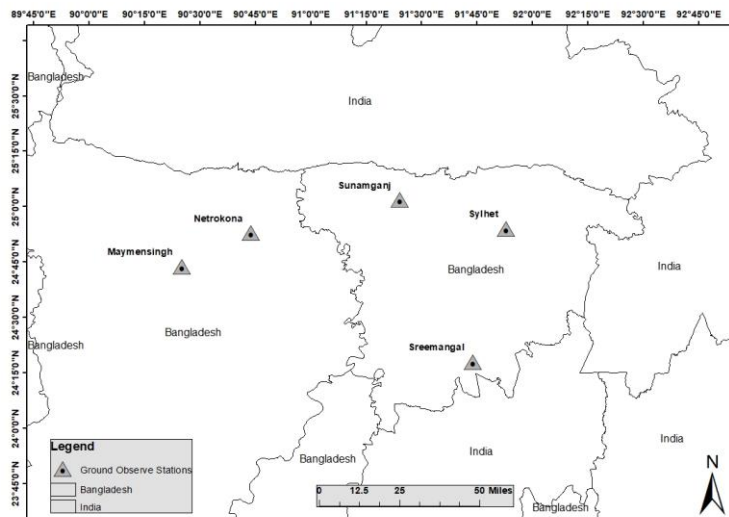 89°45'0"E 90°0'0"E 90°15'0"E 90°30'0"E 90°45'0"E 91°0'0"E 91°15'0"E 91°30'0"E 91°45'0"E 92°0'0"E 92°15'0"E 92°30'0"E 92°45'0"E
25°30'0"N
25°15'0"N
25°0'0"N
24°45'0"N
24°30'0"N
24°15'0"N
24°0'0"N
23°45'0"N
Bangladesh
India
Sunamganj
Netrokona
Sylhet
Maymensingh
Bangladesh
India
Bangladesh
Bangladesh
Sreemangal
Legend
Ground Observe Stations
Bangladesh
India
Bangladesh
India
India
Bangladesh
0 12.5 25 50 Miles
N